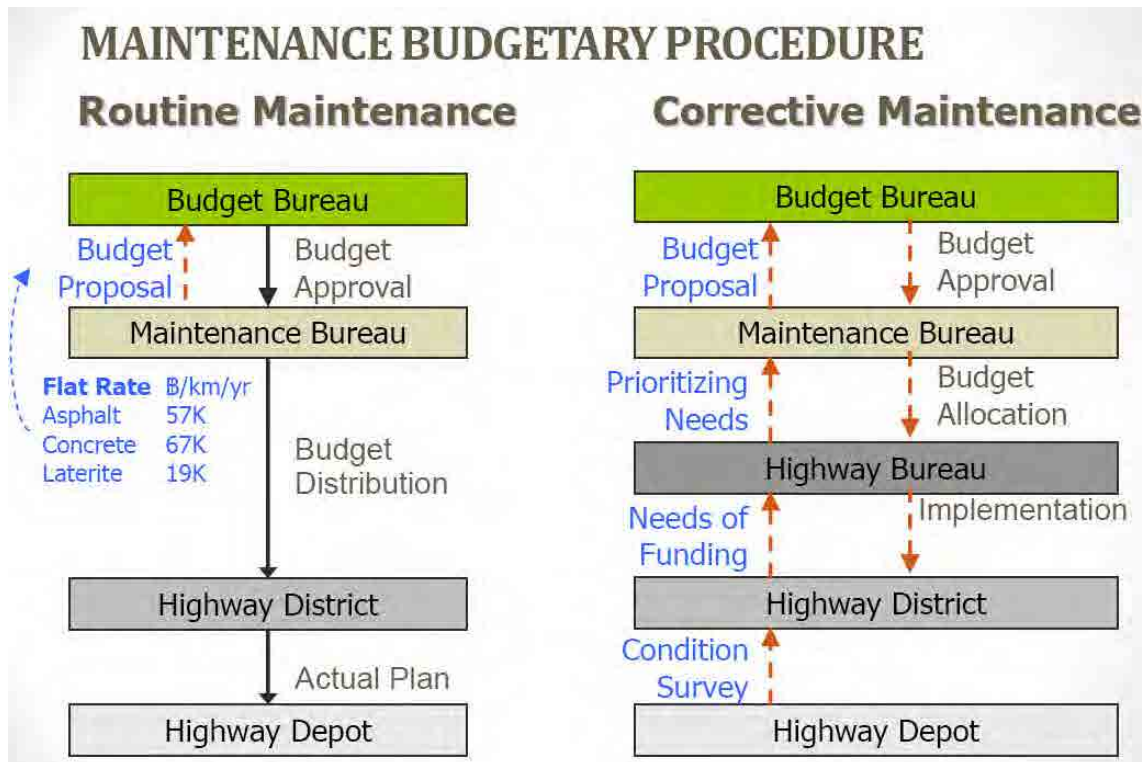 MAINTENANCE BUDGETARY PROCEDURE
Routine Maintenance
Budget Bureau
Budget
Proposal
Budget
Approval
Maintenance Bureau
Flat Rate ฿/km/yr
Asphalt 57K
Concrete 67K
Laterite 19K
Budget
Distribution
Highway District
Actual Plan
Highway Depot
Corrective Maintenance
Budget Bureau
Budget
Proposal
Budget
Approval
Maintenance Bureau
Prioritizing
Needs
Budget
Allocation
Highway Bureau
Needs of
Funding
Implementation
Highway District
Condition
Survey
Highway Depot